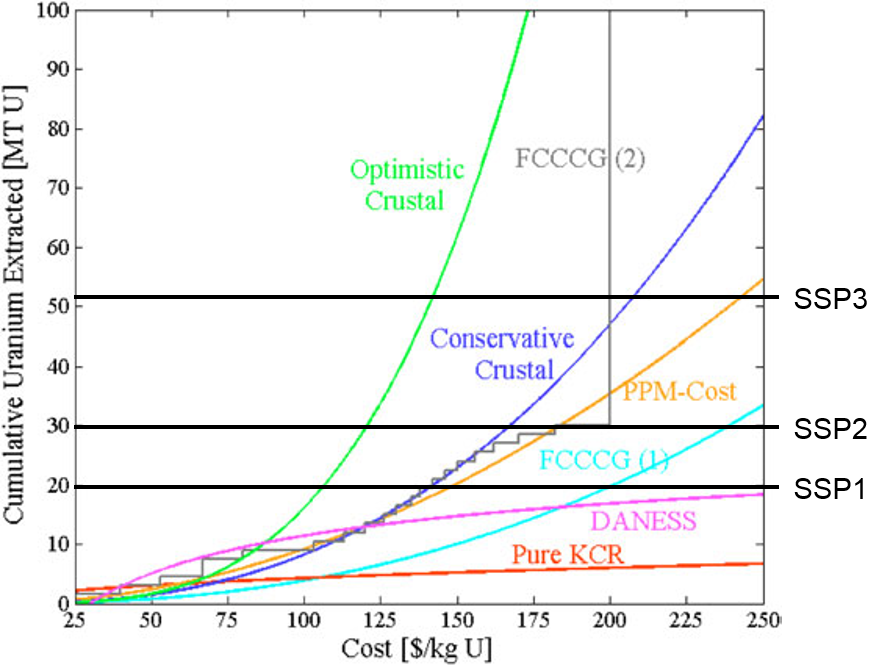 100
90
80
70
60
50
40
30
20
10
0
Cumulative Uranium Extracted [MT U]
Optimistic
Crustal
FCCCG (2)
SSP3
Conservative
Crustal
PPM-Cost
SSP2
FCCCG (1)
SSP1
DANESS
Pure KCR
25 50 75 100 125 150 175 200 225 250
Cost [$/kg U]